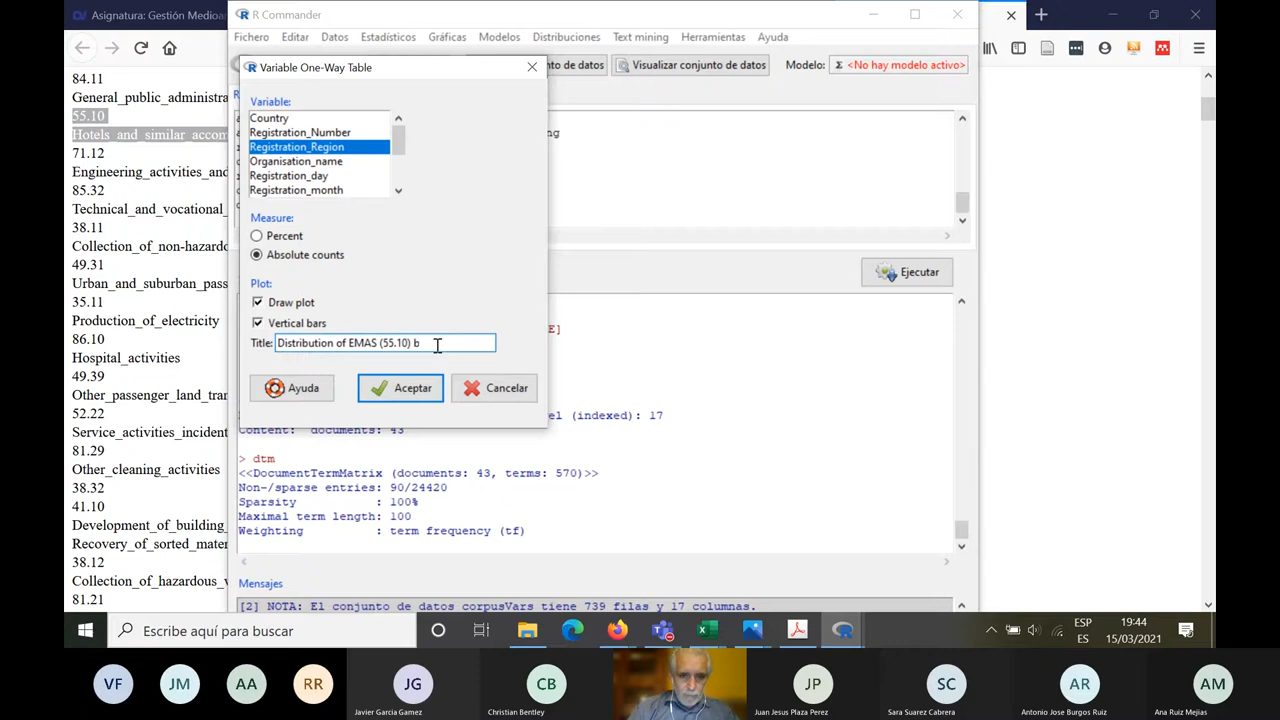 Asignatura: Gestión Medioa
R Commander
Fichero Editar Datos Estadísticos Gráficas Modelos Distribuciones Text mining Herramientas Ayuda
nto de datos Visualizar conjunto de datos Modelo: Σ <No hay modelo activo>
Variable One-Way Table
Variable:
Country
Registration_Number
Registration_Region
Organisation_name
Registration_day
Registration_month
Measure:
Percent
Absolute counts
Plot:
Draw plot
Vertical bars
Title: Distribution of EMAS (55.10) b
Ayuda Aceptar Cancelar
ng
Ejecutar
E]
el (indexed): 17
Content: documents: 43
> dtm
<<DocumentTermMatrix (documents: 43, terms: 570)>>
Non-/sparse entries: 90/24420
Sparsity : 100%
Maximal term length: 100
Weighting : term frequency (tf)
Mensajes
[2] NOTA: El conjunto de datos corpusVars tiene 739 filas y 17 columnas.
84.11
General_public_administra
55.10
Hotels_and_similar_accom
71.12
Engineering_activities_and
85.32
Technical_and_vocational_
38.11
Collection_of_non-hazardo
49.31
Urban_and_suburban_pass
35.11
Production_of_electricity
86.10
Hospital_activities
49.39
Other_passenger_land_tran
52.22
Service_activities_incident
81.29
Other_cleaning_activities
38.32
41.10
Development_of_building_
Recovery_of_sorted_mater
38.12
Collection_of_hazardous_v
81.21
Escribe aquí para buscar
ESP
ES
19:44
15/03/2021
VF JM AA RR JG CB JP SC AR AM
Javier Garcia Gamez
Christian Bentley
Juan Jesus Plaza Perez
Sara Suarez Cabrera
Antonio Jose Burgos Ruiz
Ana Ruiz Mejias